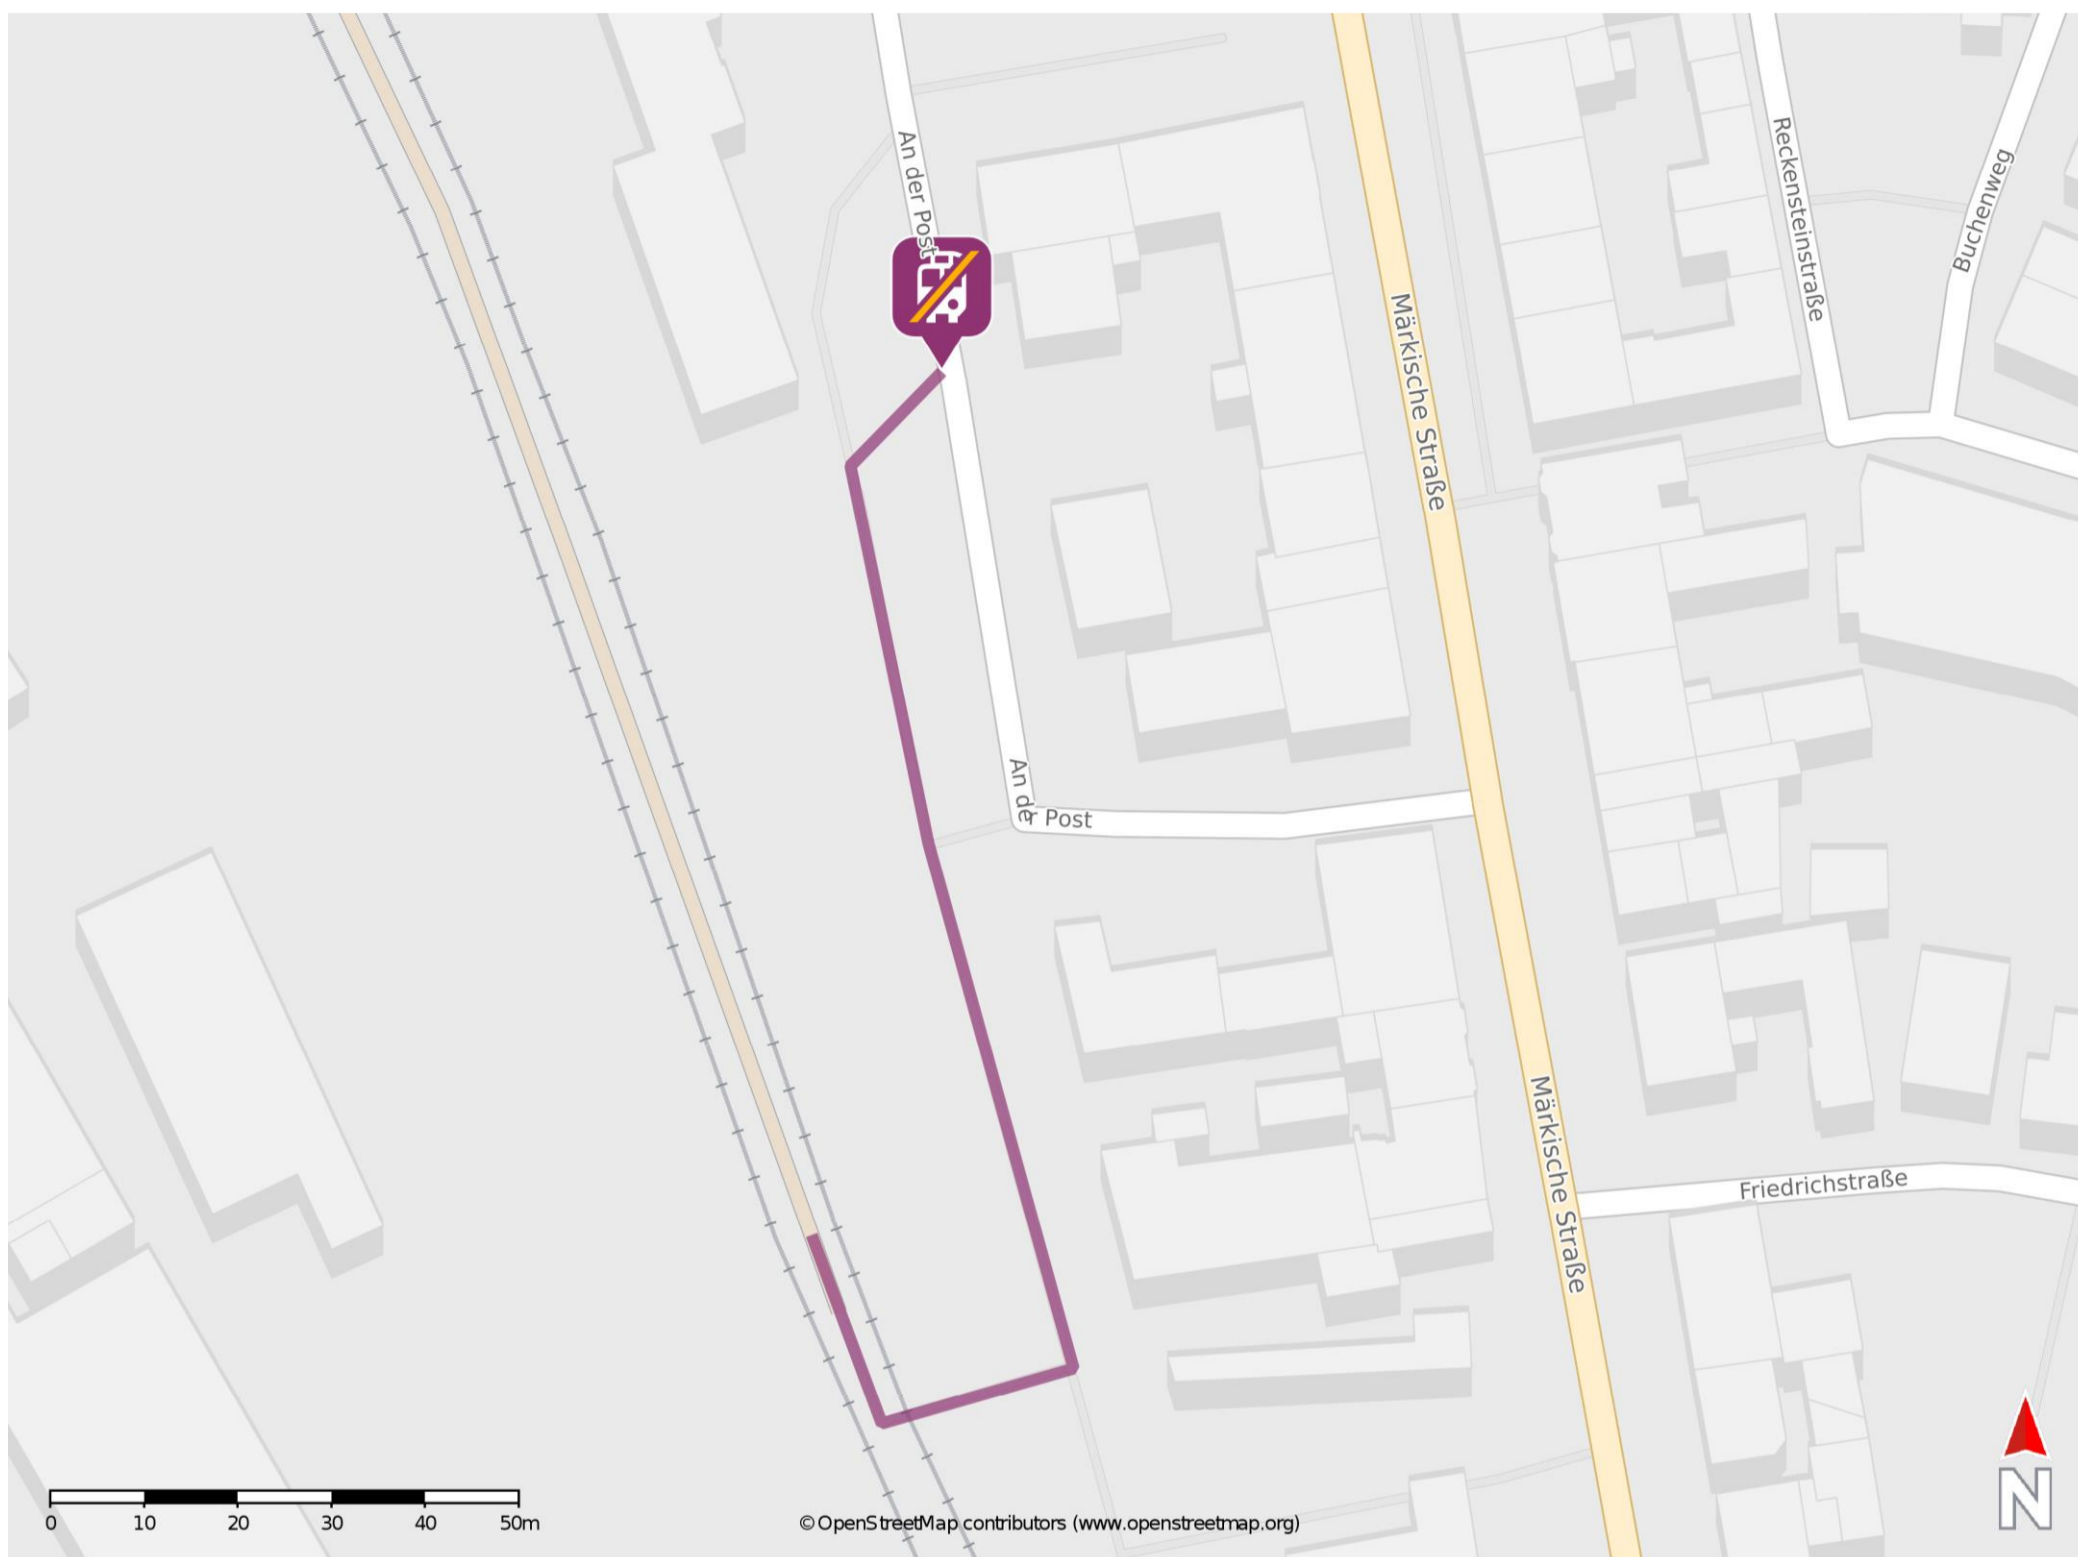 An der Post
Reckensteinstraße
Buchenweg
Märkische Straße
An der Post
Märkische Straße
Friedrichstraße
0 10 20 30 40 50m
© OpenStreetMap contributors (www.openstreetmap.org)
N